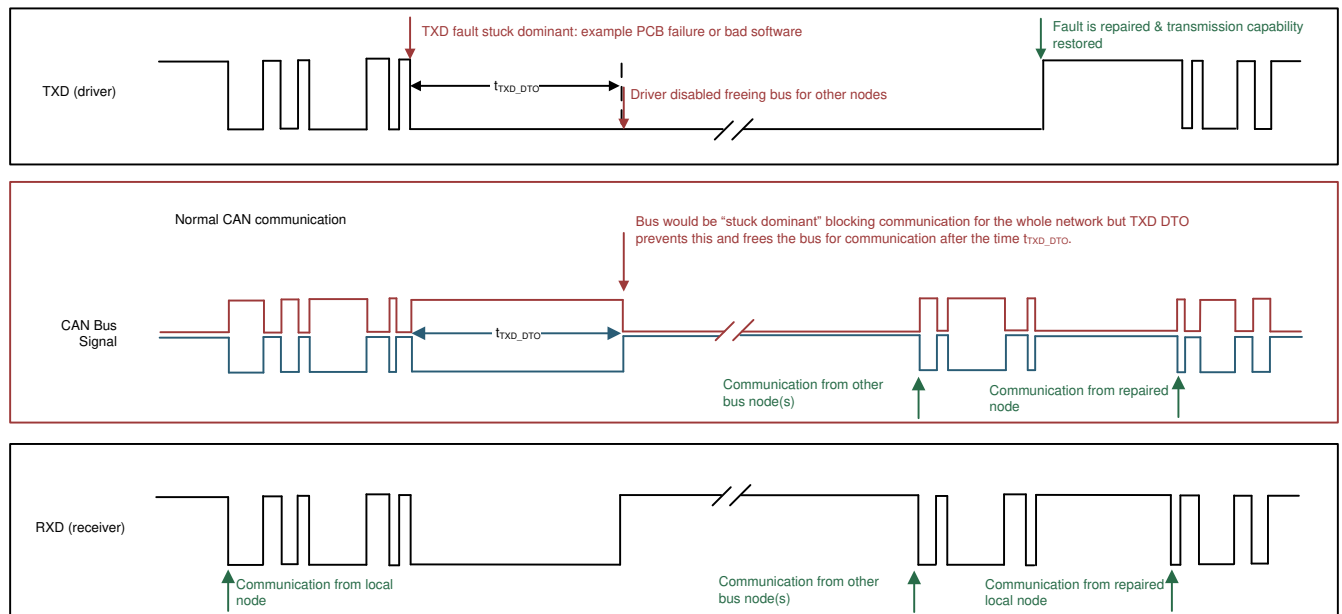 TXD fault stuck dominant: example PCB failure or bad software
Fault is repaired & transmission capability
restored
TXD (driver)
tTXD_DTO
Driver disabled freeing bus for other nodes
Normal CAN communication
Bus would be “stuck dominant” blocking communication for the whole network but TXD DTO
prevents this and frees the bus for communication after the time tTXD_DTO.
CAN Bus
Signal
tTXD_DTO
Communication from other
bus node(s)
Communication from repaired
node
RXD (receiver)
Communication from local
node
Communication from other
bus node(s)
Communication from repaired
local node